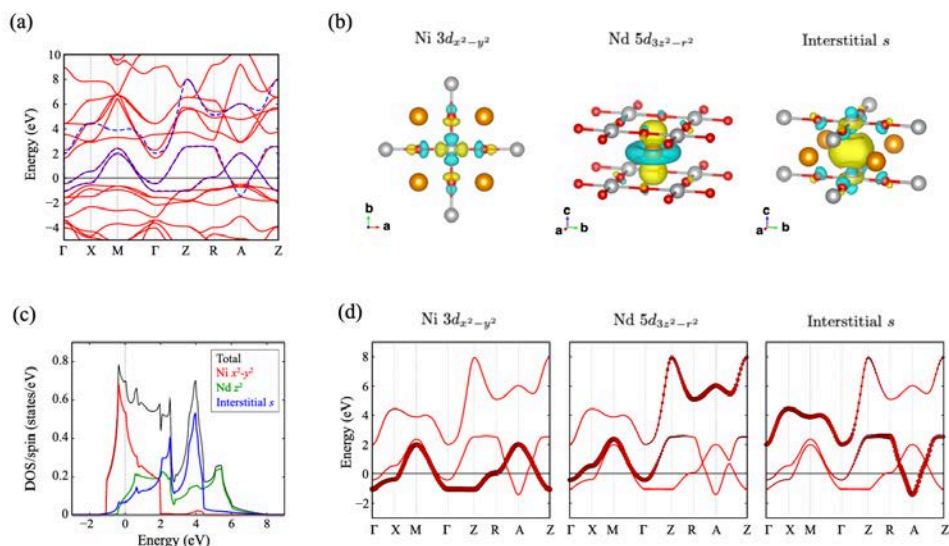 (a)
10
8
6
4
2
0
2
−4
Energy (eV)
Γ X M Γ Z R A Z
(b)
Ni 3d_{x²−y²}
Nd 5d_{3z²−r²}
Interstitial s
b
a
c
a b
c
a b
(c)
0.8
0.6
0.4
0.2
0
DOS/spin (states/eV)
Total
Ni x²-y²
Nd z²
Interstitial s
−2 0 2 4 6 8
Energy (eV)
(d)
Ni 3d_{x²−y²}
Nd 5d_{3z²−r²}
Interstitial s
8
6
4
2
0
−2
Energy (eV)
Γ X M Γ Z R A Z
Γ X M Γ Z R A Z
Γ X M Γ Z R A Z